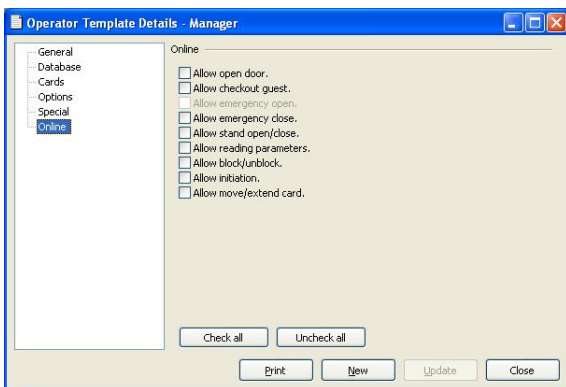 Operator Template Details - Manager
General
Database
Cards
Options
Special
Online
Online
Allow open door.
Allow checkout guest.
Allow emergency open.
Allow emergency close.
Allow stand open/close.
Allow reading parameters.
Allow block/unblock.
Allow initiation.
Allow move/extend card.
Check all Uncheck all
Print New Update Close